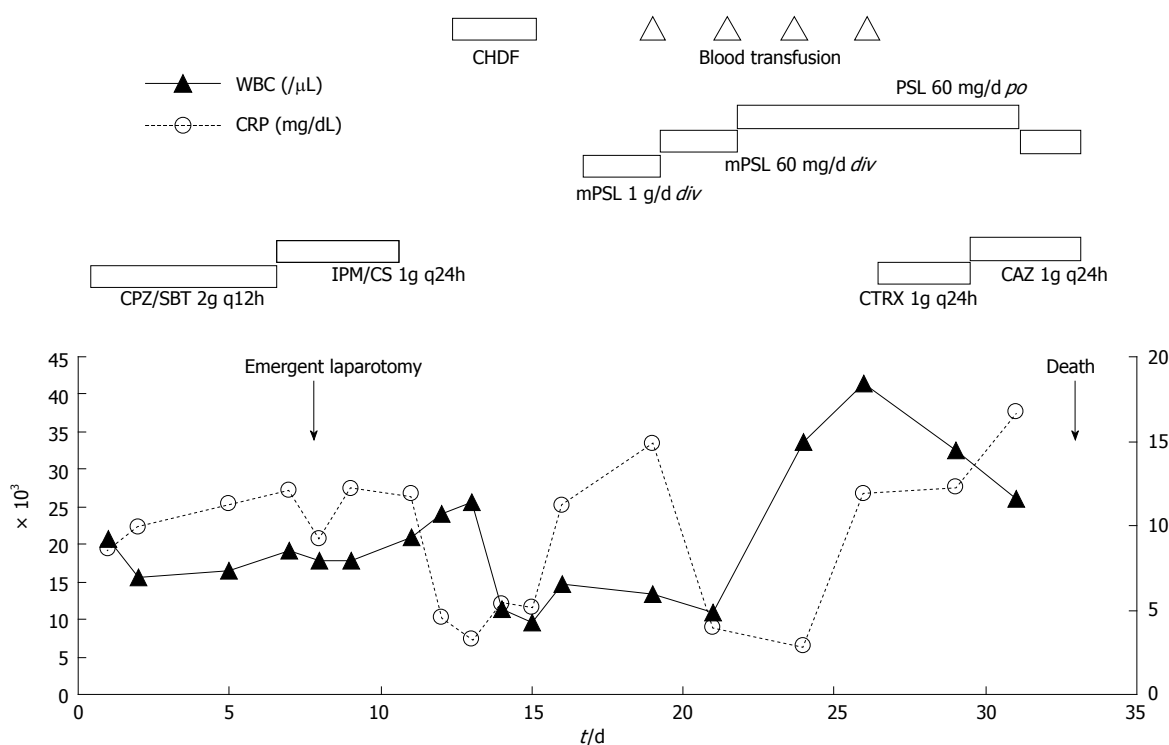 CHDF
Blood transfusion
WBC (/μL)
CRP (mg/dL)
PSL 60 mg/d po
mPSL 60 mg/d div
mPSL 1 g/d div
IPM/CS 1g q24h
CPZ/SBT 2g q12h
CAZ 1g q24h
CTRX 1g q24h
Emergent laparotomy
Death
× 10³
45
40
35
30
25
20
15
10
5
0
20
15
10
5
0
0
5
10
15
20
25
30
35
t/d